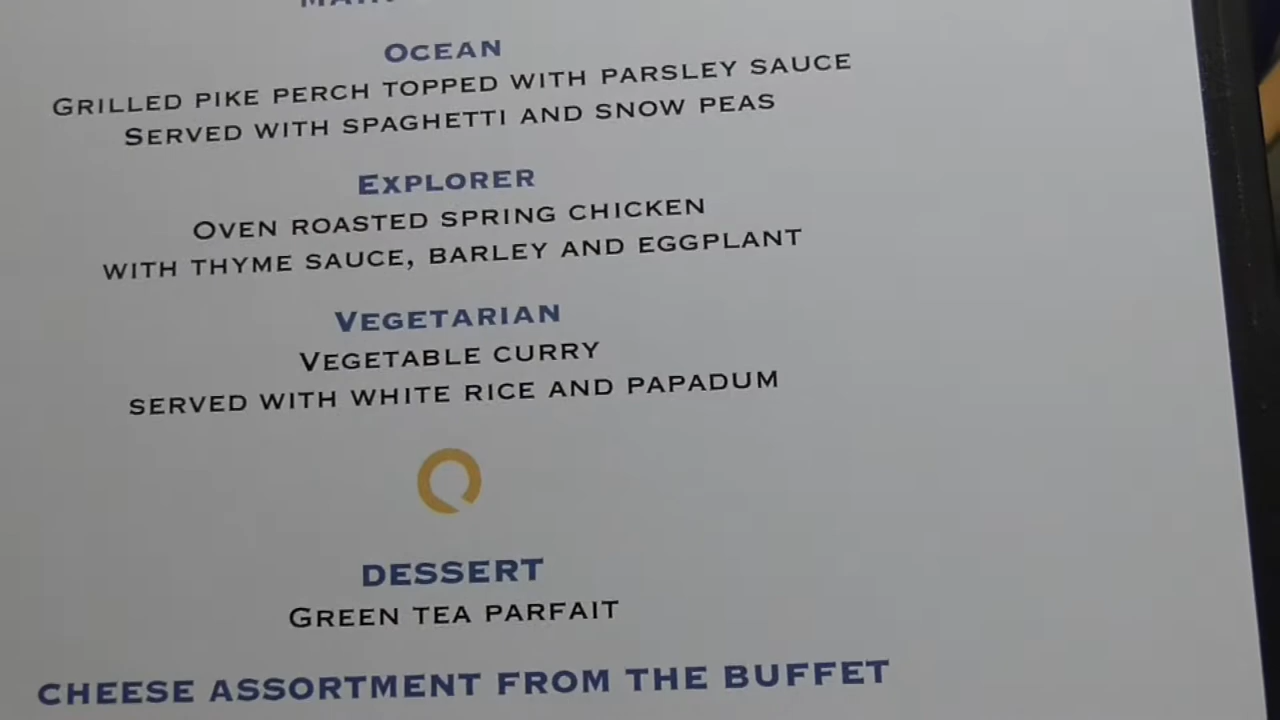 OCEAN
GRILLED PIKE PERCH TOPPED WITH PARSLEY SAUCE
SERVED WITH SPAGHETTI AND SNOW PEAS
EXPLORER
OVEN ROASTED SPRING CHICKEN
WITH THYME SAUCE, BARLEY AND EGGPLANT
VEGETARIAN
VEGETABLE CURRY
SERVED WITH WHITE RICE AND PAPADUM
DESSERT
GREEN TEA PARFAIT
CHEESE ASSORTMENT FROM THE BUFFET